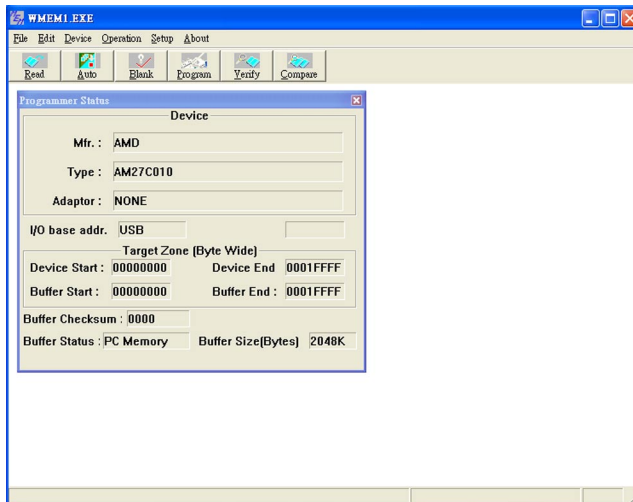 WMEM1.EXE
File Edit Device Operation Setup About
Read Auto Blank Program Verify Compare
Programmer Status
Device
Mfr. : AMD
Type : AM27C010
Adaptor : NONE
I/O base addr. USB
Target Zone (Byte Wide)
Device Start : 00000000 Device End 0001FFFF
Buffer Start : 00000000 Buffer End : 0001FFFF
Buffer Checksum : 0000
Buffer Status : PC Memory Buffer Size(Bytes) 2048K